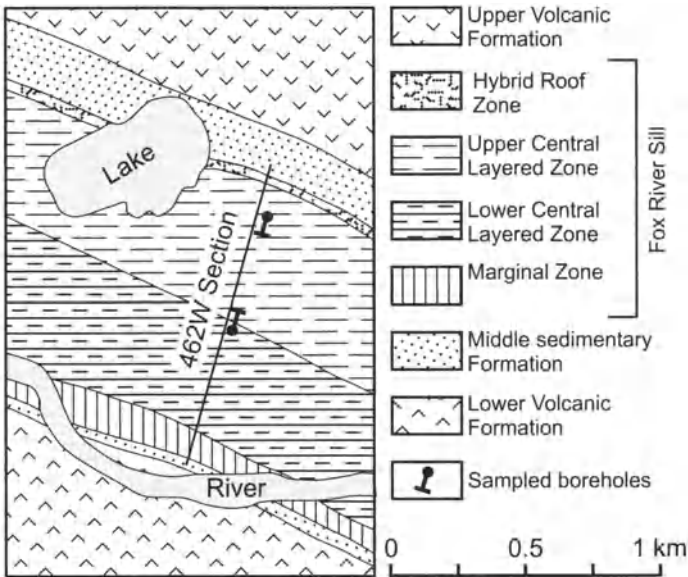 Lake
462W Section
River
Upper Volcanic
Formation
Hybrid Roof
Zone
Upper Central
Layered Zone
Lower Central
Layered Zone
Marginal Zone
Fox River Sill
Middle sedimentary
Formation
Lower Volcanic
Formation
Sampled boreholes
0 0.5 1 km